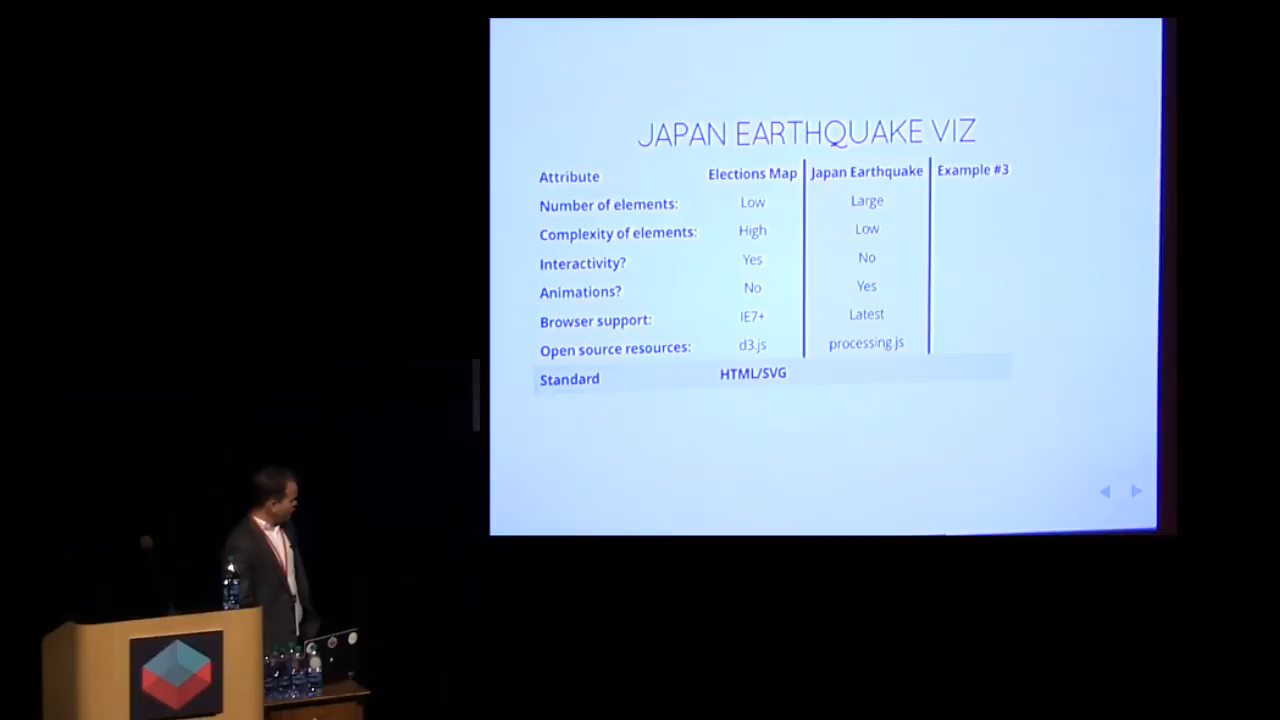 JAPAN EARTHQUAKE VIZ
Attribute Elections Map Japan Earthquake Example #3
Number of elements: Low Large
Complexity of elements: High Low
Interactivity? Yes No
Animations? No Yes
Browser support: IE7+ Latest
Open source resources: d3.js processing.js
Standard HTML/SVG